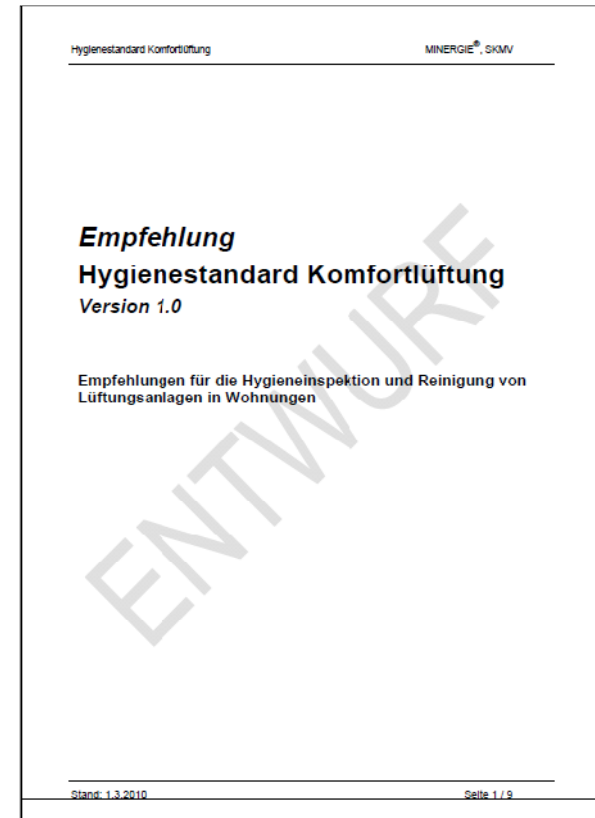 Hygienestandard Komfortlüftung MINERGIE®, SKMV
Empfehlung
Hygienestandard Komfortlüftung
Version 1.0
Empfehlungen für die Hygieneinspektion und Reinigung von
Lüftungsanlagen in Wohnungen
ENTWURF
Stand: 1.3.2010 Seite 1 / 9